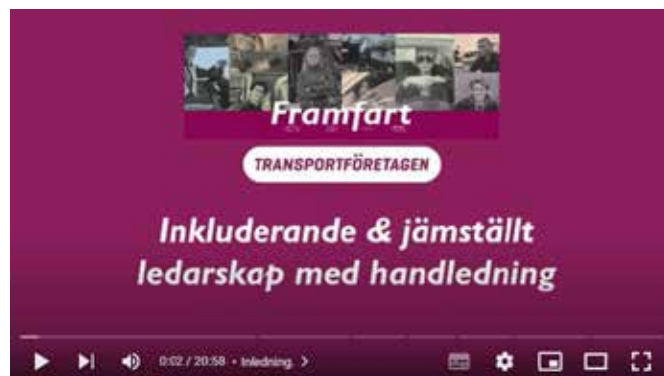 Framfart
TRANSPORTFÖRETAGEN
Inkluderande & jämställt
ledarskap med handledning
0:02 / 20:58 • Inledning >